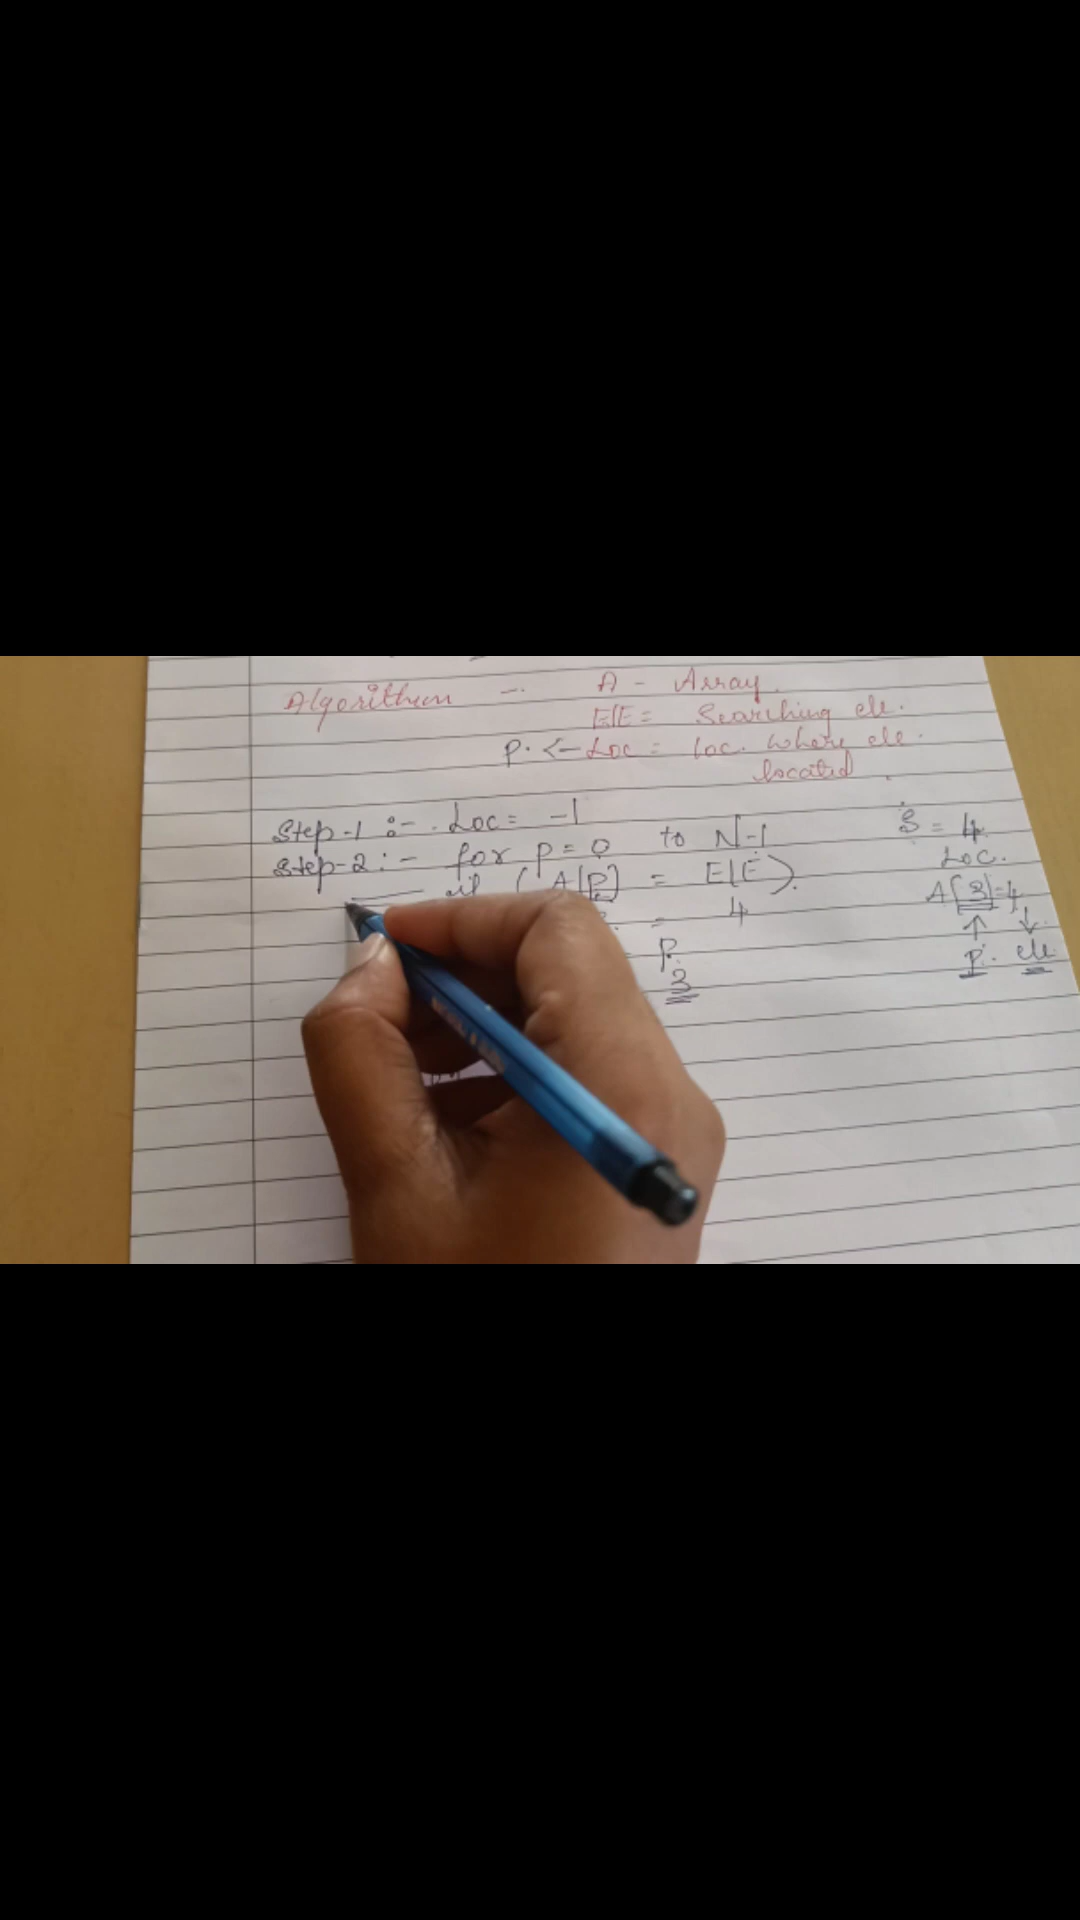 Algorithm -. A - Array.
ElE = Searching ele.
P. <- Loc = loc. where ele.
located.
Step-1 :- . Loc = -1
Step-2 :- for p = 0 to N-1
if ( A[P] = ElE ).
= 4
P.
3
S = 4
Loc.
A[3]=4
↑ ↓
P. ele